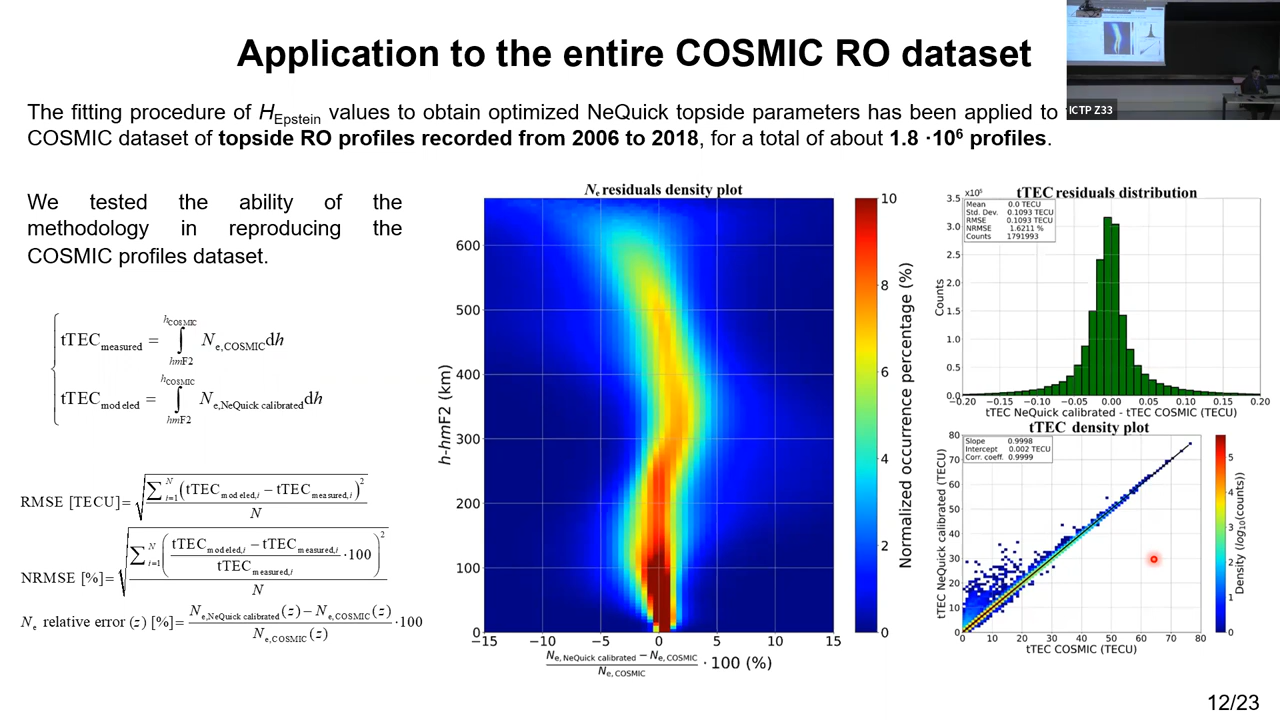 Application to the entire COSMIC RO dataset
The fitting procedure of HEpstein values to obtain optimized NeQuick topside parameters has been applied to
COSMIC dataset of topside RO profiles recorded from 2006 to 2018, for a total of about 1.8 ·10⁶ profiles.
ICTP Z33
We tested the ability of the
methodology in reproducing the
COSMIC profiles dataset.
tTECmeasured = ∫hmF2^hCOSMIC Ne,COSMICdh
tTECmodeled = ∫hmF2^hCOSMIC Ne,NeQuick calibrateddh
RMSE [TECU]= √(∑i=1^N (tTECmodeled,i − tTECmeasured,i)² / N)
NRMSE [%]= √(∑i=1^N ((tTECmodeled,i − tTECmeasured,i) / tTECmeasured,i ·100)² / N)
Ne relative error (z) [%]= (Ne,NeQuick calibrated(z) − Ne,COSMIC(z)) / Ne,COSMIC(z) ·100
Ne residuals density plot
h-hmF2 (km)
600
500
400
300
200
100
0
−15 −10 −5 0 5 10 15
(Ne,NeQuick calibrated − Ne,COSMIC) / Ne,COSMIC · 100 (%)
10
8
6
4
2
0
Normalized occurrence percentage (%)
tTEC residuals distribution
x10⁵
Mean 0.0 TECU
Std. Dev. 0.1093 TECU
RMSE 0.1093 TECU
NRMSE 1.6211 %
Counts 1791993
Counts
3.5
3.0
2.5
2.0
1.5
1.0
0.5
0.0
−0.20 −0.15 −0.10 −0.05 0.00 0.05 0.10 0.15 0.20
tTEC NeQuick calibrated - tTEC COSMIC (TECU)
tTEC density plot
Slope 0.9998
Intercept 0.002 TECU
Corr. coeff. 0.9999
tTEC NeQuick calibrated (TECU)
80
70
60
50
40
30
20
10
0
0 10 20 30 40 50 60 70 80
tTEC COSMIC (TECU)
5
4
3
2
1
0
Density (log10(counts)
12/23